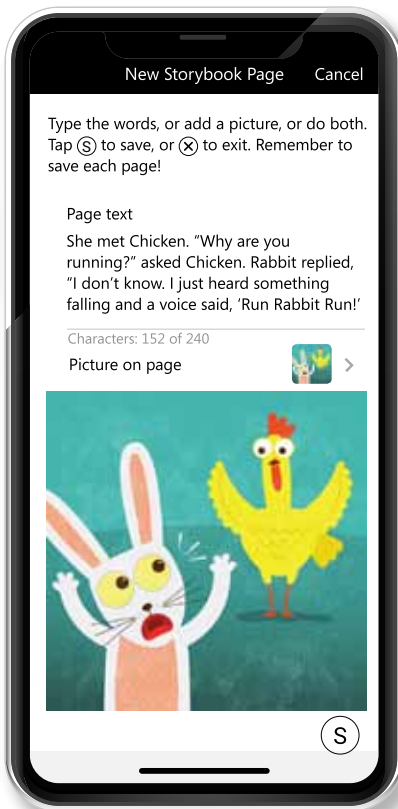 New Storybook Page Cancel
Type the words, or add a picture, or do both.
Tap Ⓢ to save, or ⓧ to exit. Remember to
save each page!
Page text
She met Chicken. “Why are you
running?” asked Chicken. Rabbit replied,
“I don’t know. I just heard something
falling and a voice said, ‘Run Rabbit Run!’
Characters: 152 of 240
Picture on page
S